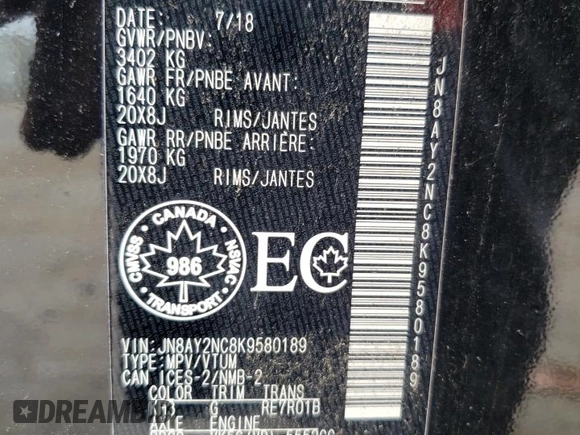 DATE: 7/18
GVWR/PNBV:
3402 KG
GAWR FR/PNBE AVANT:
1640 KG
20X8J RIMS/JANTES
GAWR RR/PNBE ARRIÈRE:
1970 KG
20X8J RIMS/JANTES
CANADA
CMVSS
NSVAC
986
TRANSPORT
EC
VIN: JN8AY2NC8K9580189
TYPE: MPV/VTUM
CAN ICES-2/NMB-2
COLOR TRIM TRANS
G RE7R01B
AXLE ENGINE
JN8AY2NC8K9580189